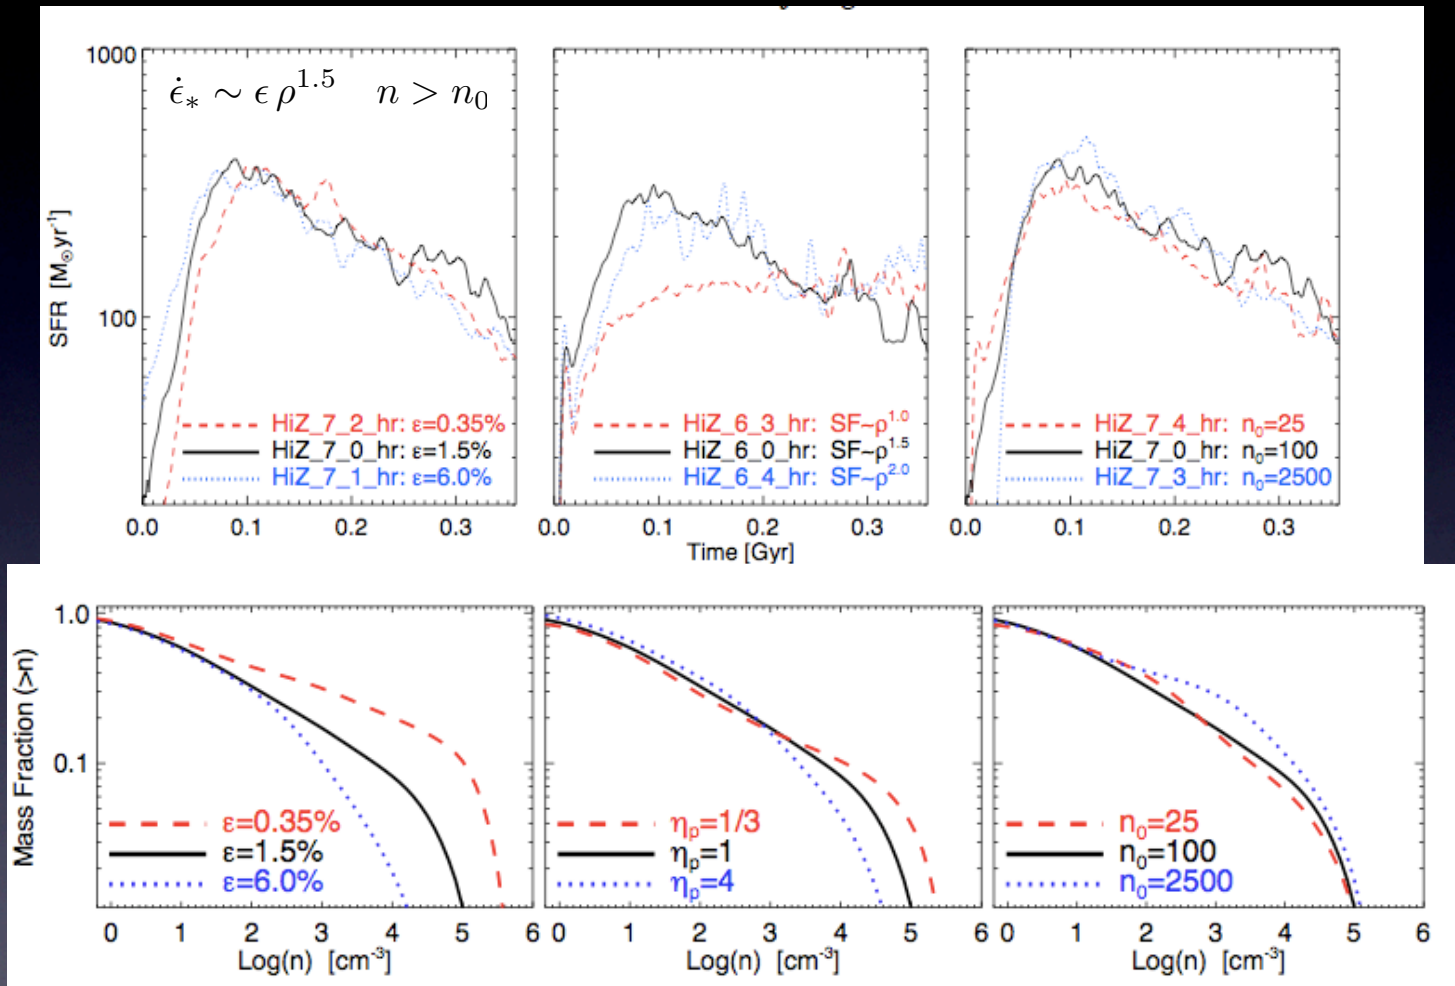 1000
ϵ̇* ~ ϵ ρ^1.5 n > n₀
SFR [M⊙yr⁻¹]
100
HiZ_7_2_hr: ε=0.35%
HiZ_7_0_hr: ε=1.5%
HiZ_7_1_hr: ε=6.0%
HiZ_6_3_hr: SF~ρ^1.0
HiZ_6_0_hr: SF~ρ^1.5
HiZ_6_4_hr: SF~ρ^2.0
HiZ_7_4_hr: n₀=25
HiZ_7_0_hr: n₀=100
HiZ_7_3_hr: n₀=2500
0.0 0.1 0.2 0.3
0.0 0.1 0.2 0.3
0.0 0.1 0.2 0.3
Time [Gyr]
1.0
Mass Fraction (>n)
0.1
ε=0.35%
ε=1.5%
ε=6.0%
ηp=1/3
ηp=1
ηp=4
n₀=25
n₀=100
n₀=2500
0 1 2 3 4 5 6
0 1 2 3 4 5 6
0 1 2 3 4 5 6
Log(n) [cm⁻³]
Log(n) [cm⁻³]
Log(n) [cm⁻³]